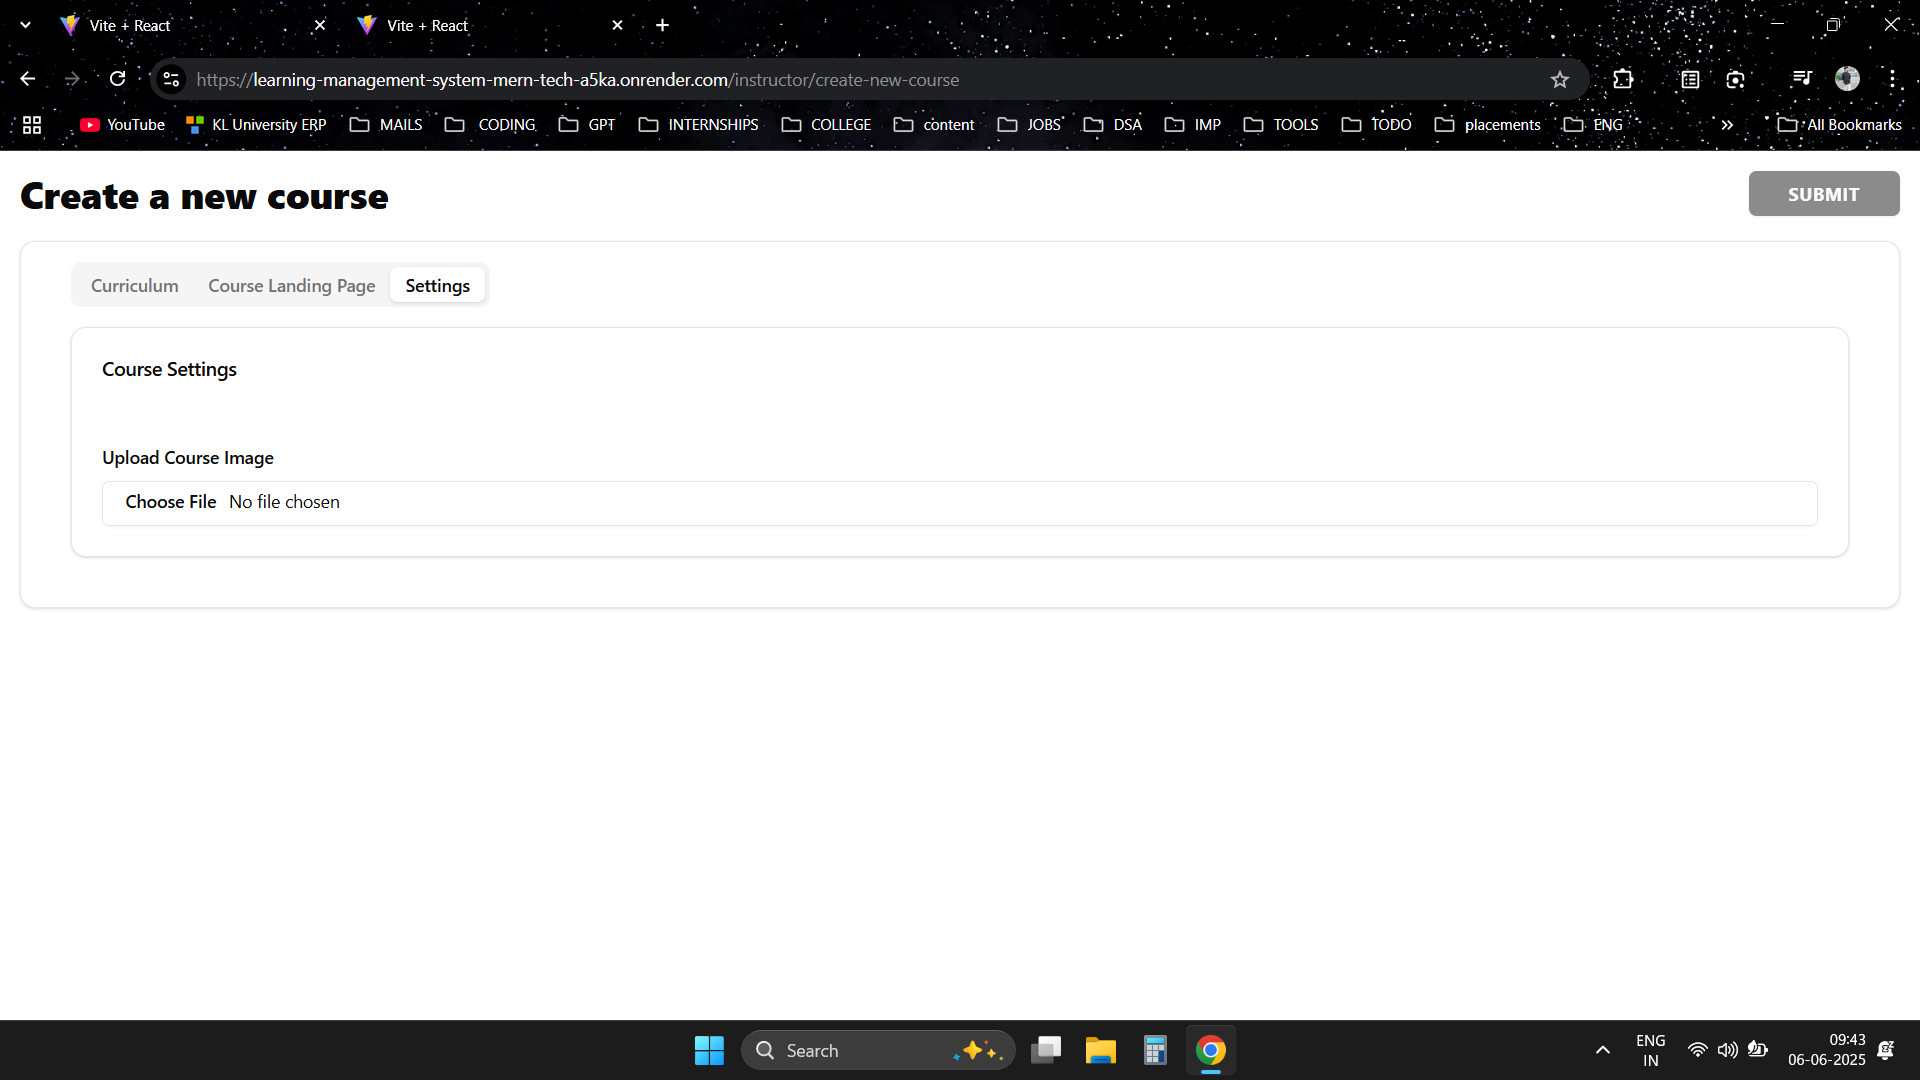 Vite + React
Vite + React
https://learning-management-system-mern-tech-a5ka.onrender.com/instructor/create-new-course
YouTube KL University ERP MAILS CODING GPT INTERNSHIPS COLLEGE content JOBS DSA IMP TOOLS TODO placements ENG All Bookmarks
Create a new course
SUBMIT
Curriculum Course Landing Page Settings
Course Settings
Upload Course Image
Choose File No file chosen
Search
ENG
IN
09:43
06-06-2025